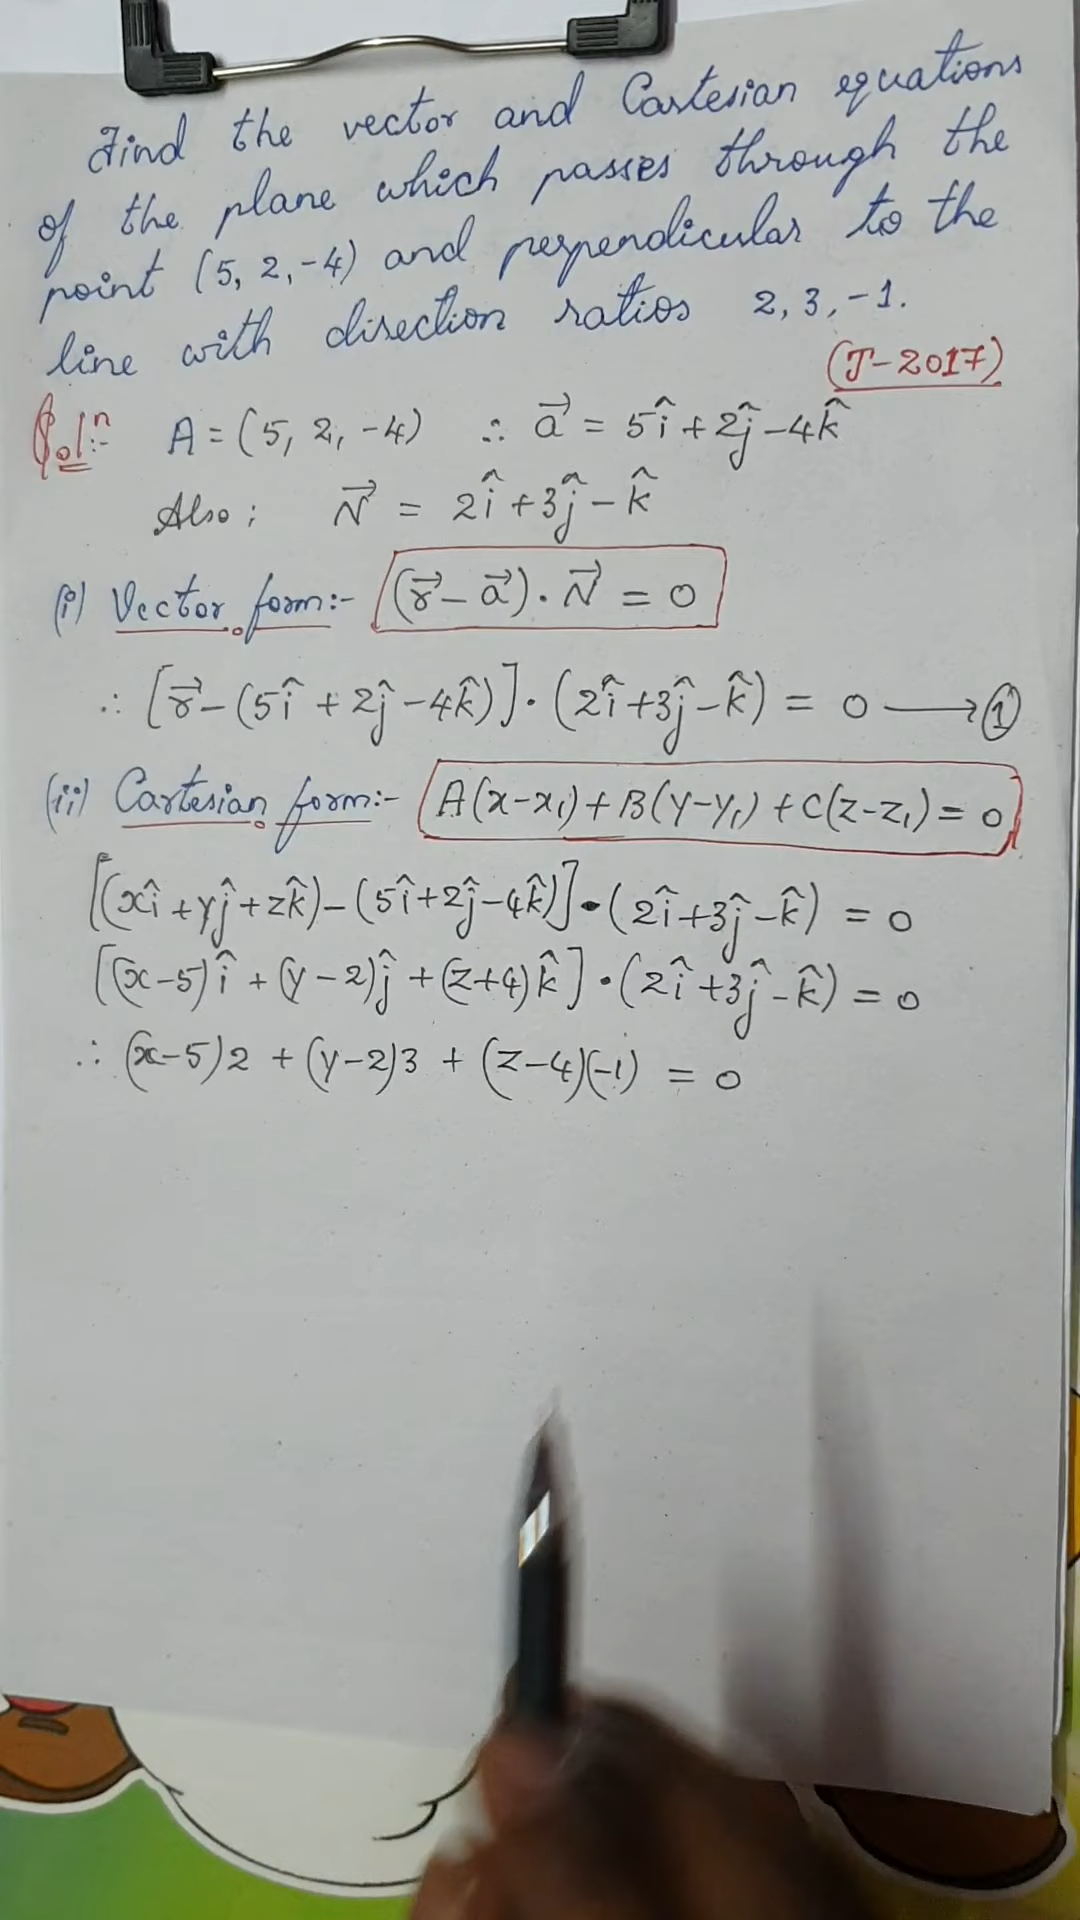 Find the vector and Cartesian equations
of the plane which passes through the
point (5, 2, -4) and perpendicular to the
line with direction ratios 2, 3, -1.
(J-2017)
Solⁿ:- A = (5, 2, -4) ∴ a⃗ = 5î + 2ĵ - 4k̂
Also; N⃗ = 2î + 3ĵ - k̂
(i) Vector form:- (r⃗ - a⃗) · N⃗ = 0
∴ [r⃗ - (5î + 2ĵ - 4k̂)] · (2î + 3ĵ - k̂) = 0 → ①
(ii) Cartesian form:- A(x-x₁) + B(y-y₁) + C(z-z₁) = 0
[(xî + yĵ + zk̂) - (5î + 2ĵ - 4k̂)] · (2î + 3ĵ - k̂) = 0
[(x-5)î + (y-2)ĵ + (z+4)k̂] · (2î + 3ĵ - k̂) = 0
∴ (x-5)2 + (y-2)3 + (z-4)(-1) = 0